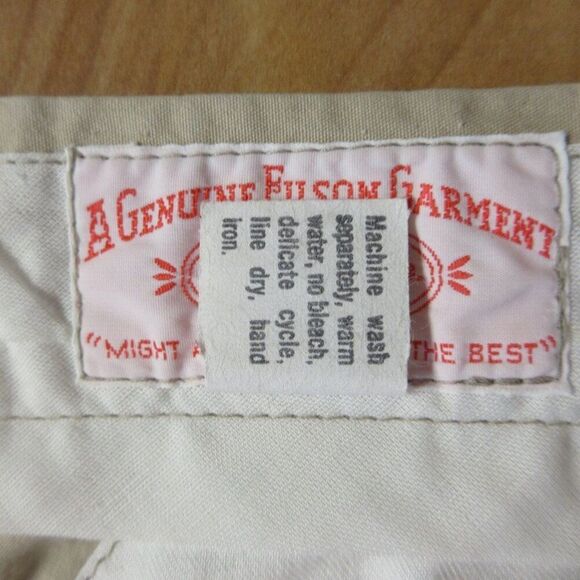 A GENUINE FILSON GARMENT
"MIGHT A THE BEST"
Machine wash
separately, warm
water, no bleach,
delicate cycle,
line dry, hand
iron.